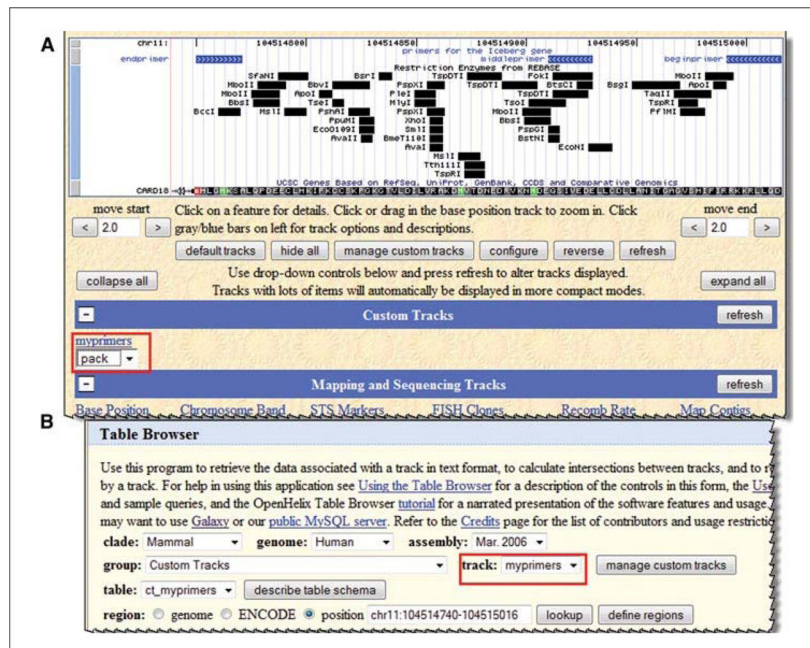 A
chr11: 104514800| 104514850| 104514900| 104514950| 104515000|
primers for the Iceberg gene
endprimer middleprimer beginprimer
Restriction Enzymes from REBASE
SfaNI BsrI TspDTI FokI MboII
MboII BbvI PspXI TspDTI BtsCI BsgI ApoI
MboII ApoI PleI TspDTI TaqII
BbsI TseI MlyI TsoI TspRI
BccI MslI PshAI PspXI MboII PflMI
PpuMI XhoI BbsI
EcoO109I SmlI PspGI
AvaII BmeT110I BstNI
AvaI EcoNI
MslI
Tth111I
TspRI
UCSC Genes Based on RefSeq, UniProt, GenBank, CCDS and Comparative Genomics
CARD18
move start Click on a feature for details. Click or drag in the base position track to zoom in. Click move end
< 2.0 > gray/blue bars on left for track options and descriptions. < 2.0 >
default tracks hide all manage custom tracks configure reverse refresh
collapse all Use drop-down controls below and press refresh to alter tracks displayed. expand all
Tracks with lots of items will automatically be displayed in more compact modes.
- Custom Tracks refresh
myprimers
pack
- Mapping and Sequencing Tracks refresh
Base Position Chromosome Band STS Markers FISH Clones Recomb Rate Map Contigs
B
Table Browser
Use this program to retrieve the data associated with a track in text format, to calculate intersections between tracks, and to r
by a track. For help in using this application see Using the Table Browser for a description of the controls in this form, the Use
and sample queries, and the OpenHelix Table Browser tutorial for a narrated presentation of the software features and usage.
may want to use Galaxy or our public MySQL server. Refer to the Credits page for the list of contributors and usage restrictio
clade: Mammal genome: Human assembly: Mar. 2006
group: Custom Tracks track: myprimers manage custom tracks
table: ct_myprimers describe table schema
region: genome ENCODE position chr11:104514740-104515016 lookup define regions